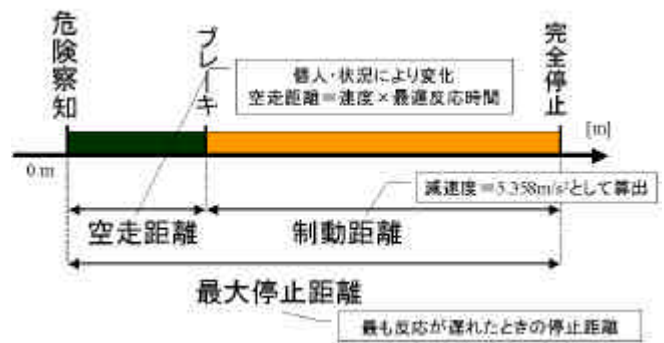 危険察知
ブレーキ
完全停止
個人・状況により変化
空走距離＝速度×最遅反応時間
[m]
0 m
減速度＝5.358m/s²として算出
空走距離
制動距離
最大停止距離
最も反応が遅れたときの停止距離